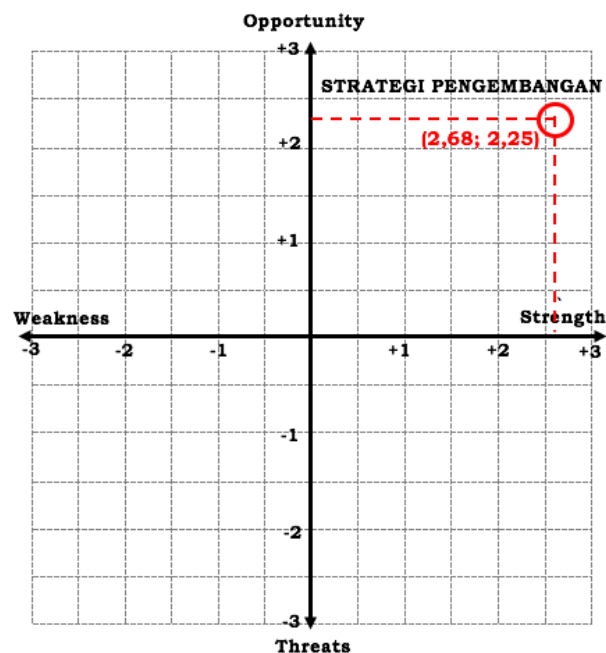 Opportunity
+3
STRATEGI PENGEMBANGAN
+2
(2,68; 2,25)
+1
Weakness
Strength
-3
-2
-1
+1
+2
+3
-1
-2
-3
Threats